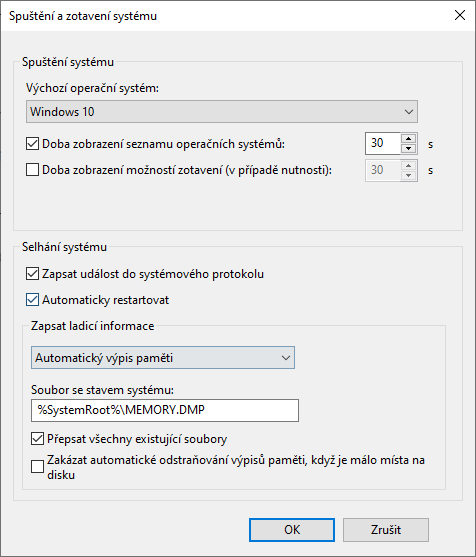 Spuštění a zotavení systému
Spuštění systému
Výchozí operační systém:
Windows 10
Doba zobrazení seznamu operačních systémů: 30 s
Doba zobrazení možností zotavení (v případě nutnosti): 30 s
Selhání systému
Zapsat událost do systémového protokolu
Automaticky restartovat
Zapsat ladicí informace
Automatický výpis paměti
Soubor se stavem systému:
%SystemRoot%\MEMORY.DMP
Přepsat všechny existující soubory
Zakázat automatické odstraňování výpisů paměti, když je málo místa na
disku
OK Zrušit